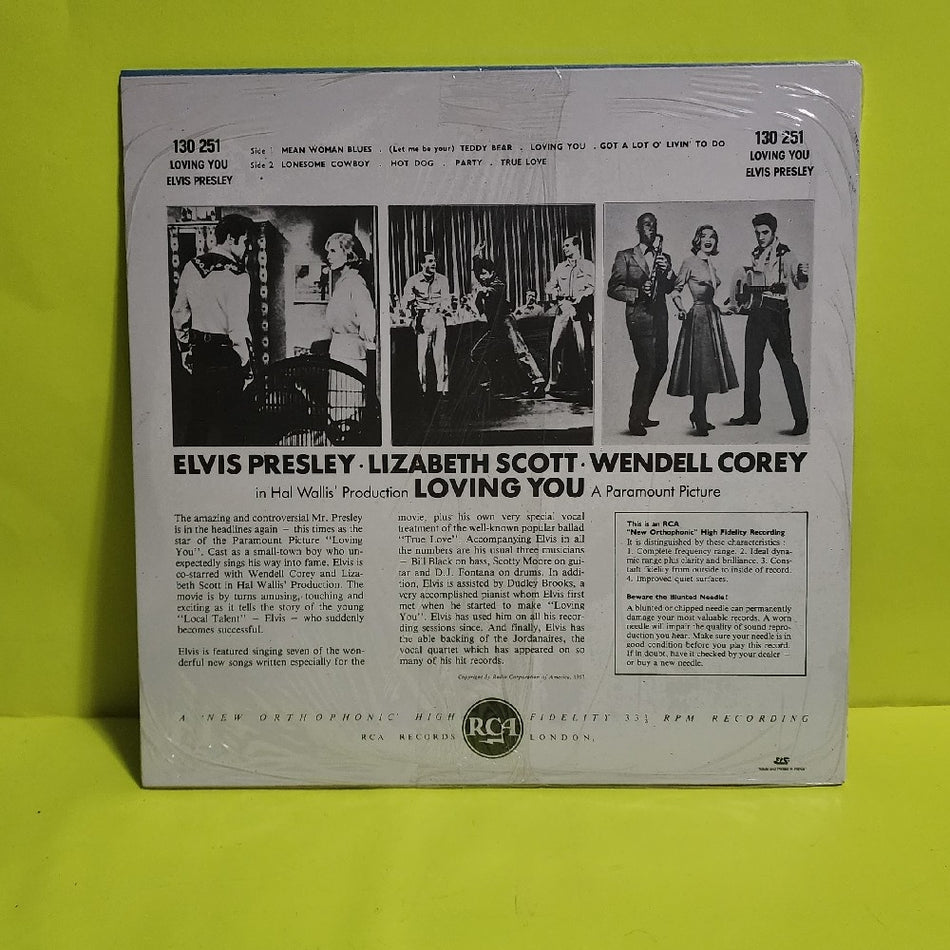 130 251
LOVING YOU
ELVIS PRESLEY
Side 1 MEAN WOMAN BLUES . (Let me be your) TEDDY BEAR . LOVING YOU . GOT A LOT O' LIVIN' TO DO
Side 2 LONESOME COWBOY . HOT DOG . PARTY . TRUE LOVE
130 251
LOVING YOU
ELVIS PRESLEY
ELVIS PRESLEY · LIZABETH SCOTT · WENDELL COREY
in Hal Wallis' Production LOVING YOU A Paramount Picture
The amazing and controversial Mr. Presley
is in the headlines again — this times as the
star of the Paramount Picture "Loving
You". Cast as a small-town boy who un-
expectedly sings his way into fame, Elvis is
co-starred with Wendell Corey and Liza-
beth Scott in Hal Wallis' Production. The
movie is by turns amusing, touching and
exciting as it tells the story of the young
"Local Talent" — Elvis — who suddenly
becomes successful.
Elvis is featured singing seven of the won-
derful new songs written especially for the
movie, plus his own very special vocal
treatment of the well-known popular ballad
"True Love". Accompanying Elvis in all
the numbers are his usual three musicians
— Bill Black on bass, Scotty Moore on gui-
tar and D.J. Fontana on drums. In addi-
tion, Elvis is assisted by Dudley Brooks, a
very accomplished pianist whom Elvis first
met when he started to make "Loving
You". Elvis has used him on all his recor-
ding sessions since. And finally, Elvis has
the able backing of the Jordanaires, the
vocal quartet which has appeared on so
many of his hit records.
Copyright by Radio Corporation of America, 1957
This is an RCA
"New Orthophonic" High Fidelity Recording
It is distinguished by these characteristics :
1. Complete frequency range. 2. Ideal dyna-
mic range plus clarity and brilliance. 3. Cons-
tant fidelity from outside to inside of record.
4. Improved quiet surfaces.
Beware the Blunted Needle!
A blunted or chipped needle can permanently
damage your most valuable records. A worn
needle will impair the quality of sound repro-
duction you hear. Make sure your needle is in
good condition before you play this record.
If in doubt, have it checked by your dealer —
or buy a new needle.
A 'NEW ORTHOPHONIC' HIGH FIDELITY 33⅓ RPM RECORDING
RCA
RCA RECORDS LONDON,